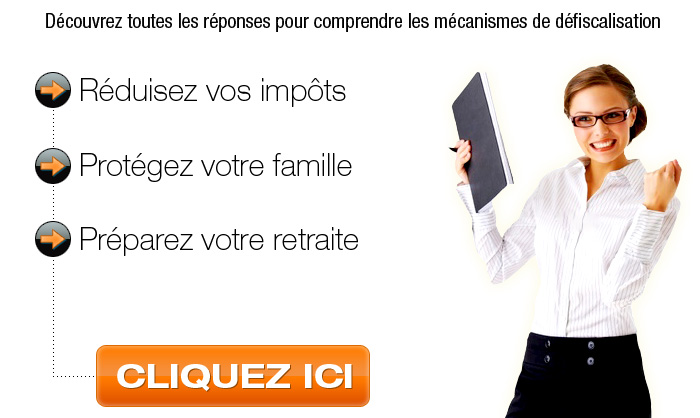 Découvrez toutes les réponses pour comprendre les mécanismes de défiscalisation
Réduisez vos impôts
Protégez votre famille
Préparez votre retraite
CLIQUEZ ICI